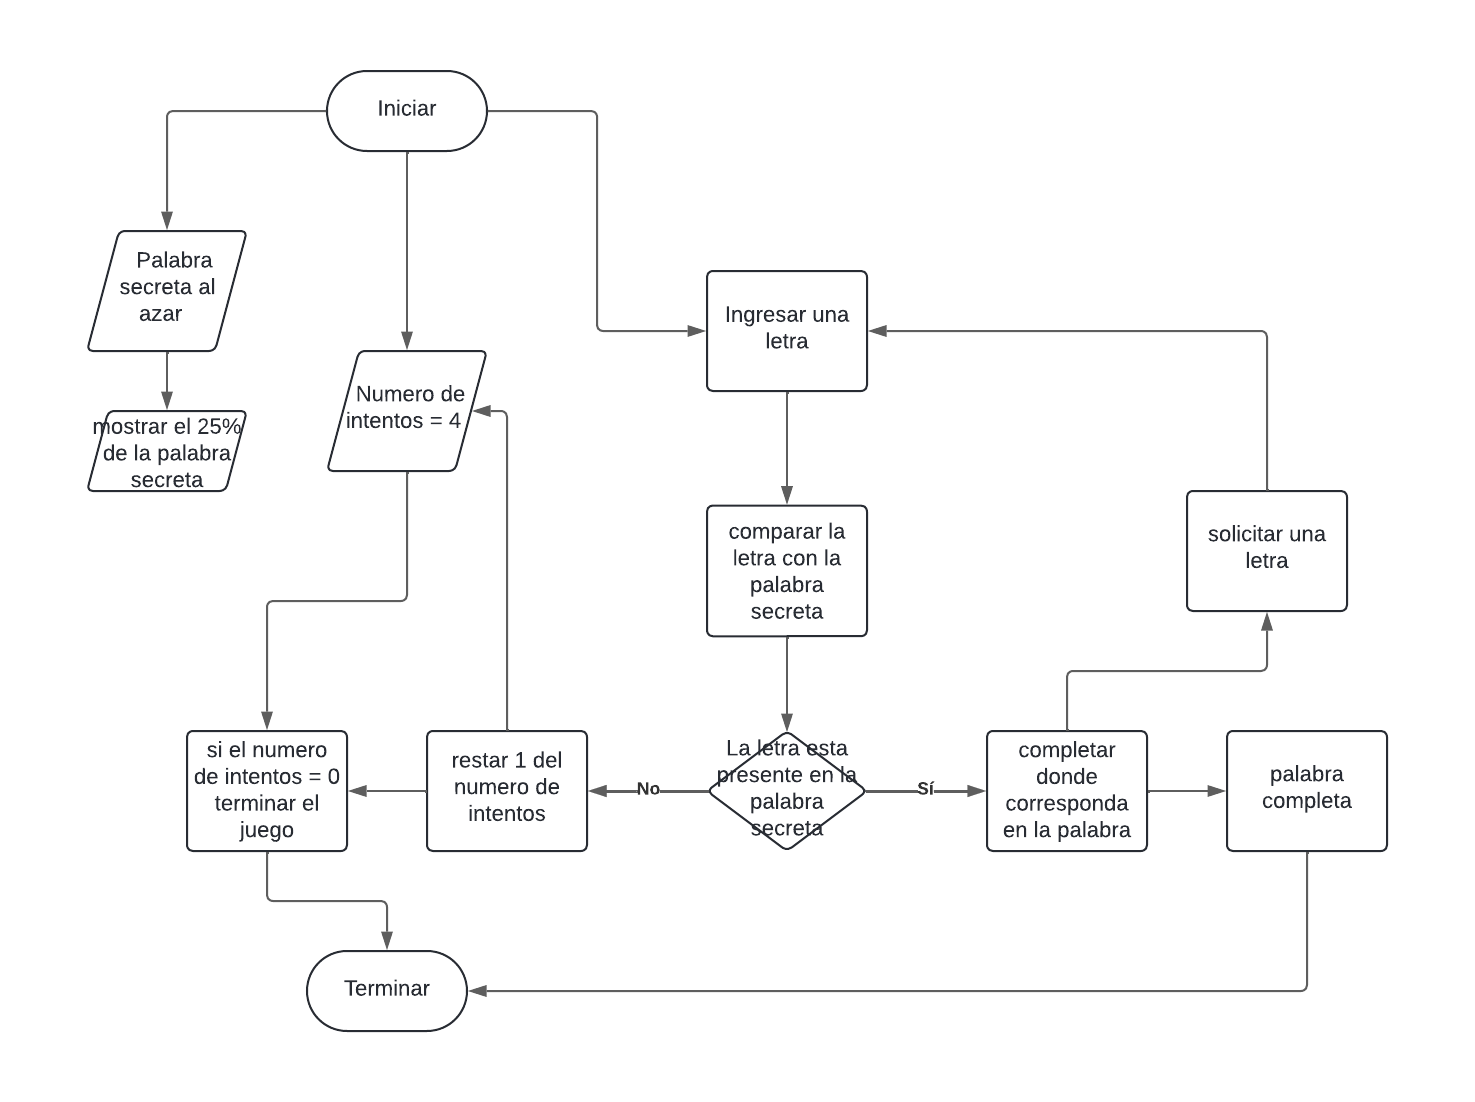 Iniciar
Palabra
secreta al
azar
mostrar el 25%
de la palabra
secreta
Numero de
intentos = 4
Ingresar una
letra
comparar la
letra con la
palabra
secreta
solicitar una
letra
si el numero
de intentos = 0
terminar el
juego
restar 1 del
numero de
intentos
No
La letra esta
presente en la
palabra
secreta
Sí
completar
donde
corresponda
en la palabra
palabra
completa
Terminar